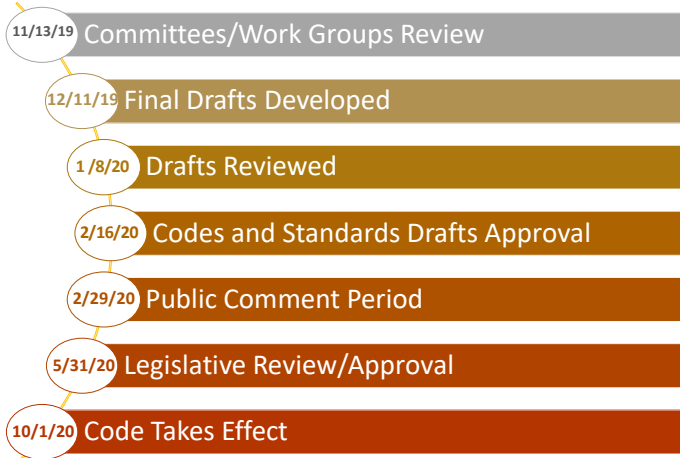 11/13/19 Committees/Work Groups Review
12/11/19 Final Drafts Developed
1 /8/20 Drafts Reviewed
2/16/20 Codes and Standards Drafts Approval
2/29/20 Public Comment Period
5/31/20 Legislative Review/Approval
10/1/20 Code Takes Effect